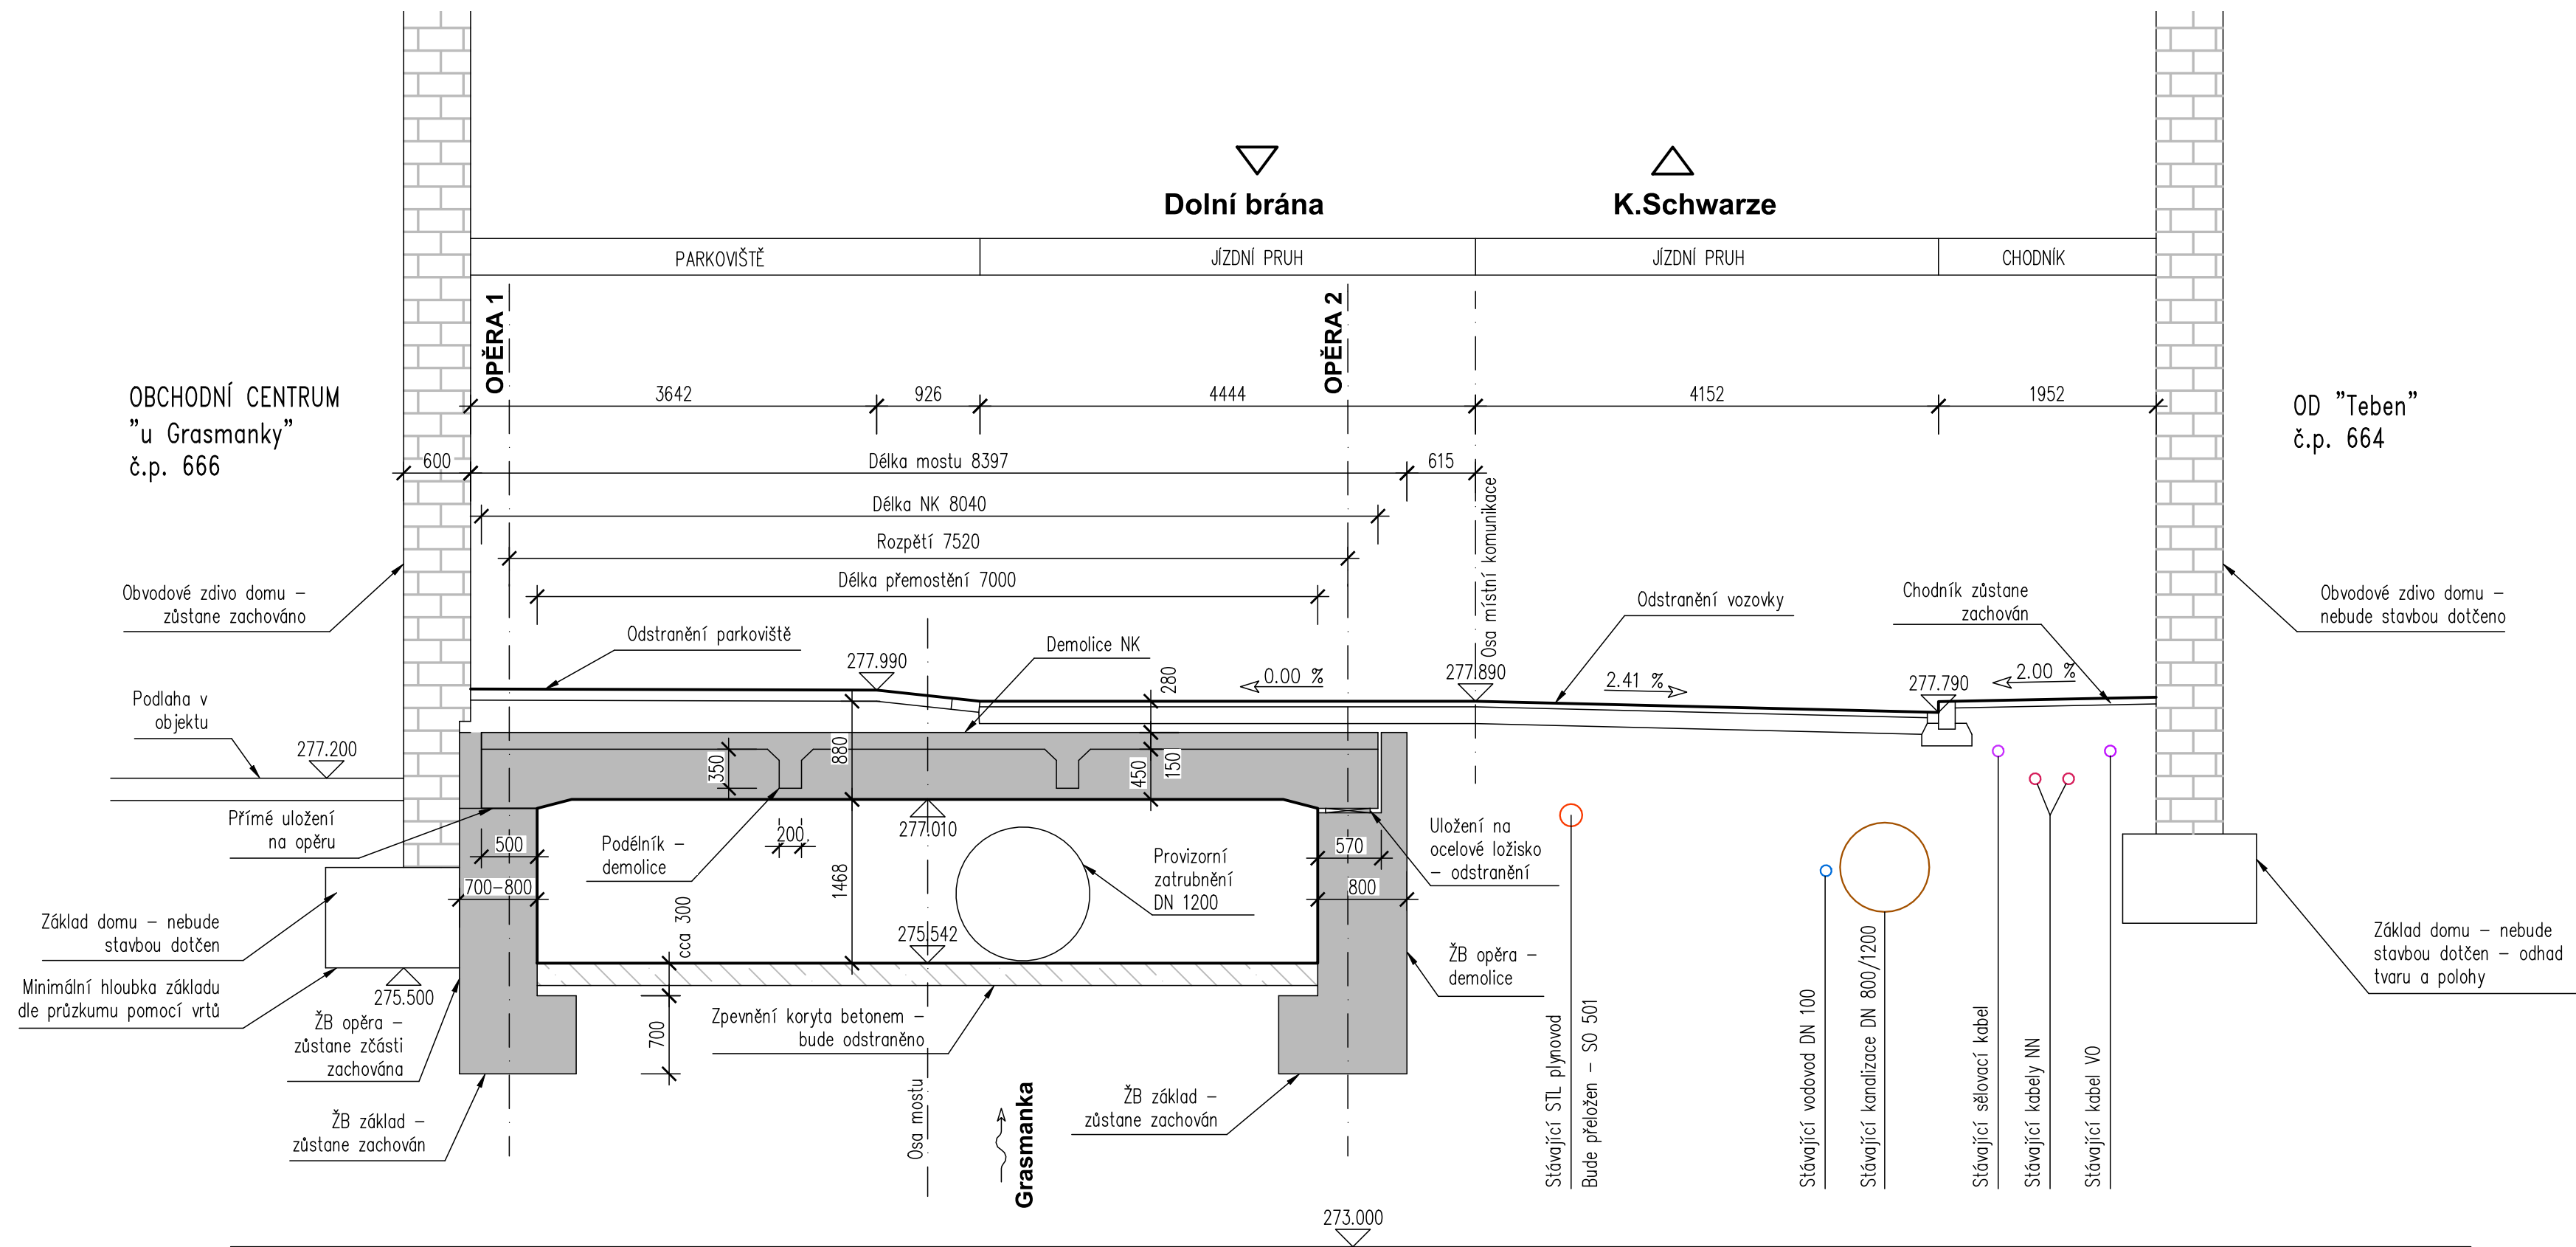 Dolní brána
K.Schwarze
PARKOVIŠTĚ
JÍZDNÍ PRUH
JÍZDNÍ PRUH
CHODNÍK
OPĚRA 1
OPĚRA 2
OBCHODNÍ CENTRUM
"u Grasmanky"
č.p. 666
OD "Teben"
č.p. 664
3642
926
4444
4152
1952
600
Délka mostu 8397
615
Délka NK 8040
Rozpětí 7520
Délka přemostění 7000
Osa místní komunikace
Obvodové zdivo domu –
zůstane zachováno
Odstranění parkoviště
Demolice NK
Odstranění vozovky
Chodník zůstane
zachován
Obvodové zdivo domu –
nebude stavbou dotčeno
277.990
280
0.00 %
277.890
2.41 %
277.790
2.00 %
Podlaha v
objektu
277.200
350
880
450
150
Přímé uložení
na opěru
500
700–800
Podélník –
demolice
200
277.010
1468
Provizorní
zatrubnění
DN 1200
570
800
Uložení na
ocelové ložisko
– odstranění
Základ domu – nebude
stavbou dotčen
Minimální hloubka základu
dle průzkumu pomocí vrtů
275.500
cca 300
275.542
ŽB opěra –
demolice
Základ domu – nebude
stavbou dotčen – odhad
tvaru a polohy
ŽB opěra –
zůstane zčásti
zachována
700
Zpevnění koryta betonem –
bude odstraněno
ŽB základ –
zůstane zachován
Osa mostu
Grasmanka
ŽB základ –
zůstane zachován
Stávající STL plynovod
Bude přeložen – SO 501
Stávající vodovod DN 100
Stávající kanalizace DN 800/1200
Stávající sělovací kabel
Stávající kabely NN
Stávající kabel VO
273.000